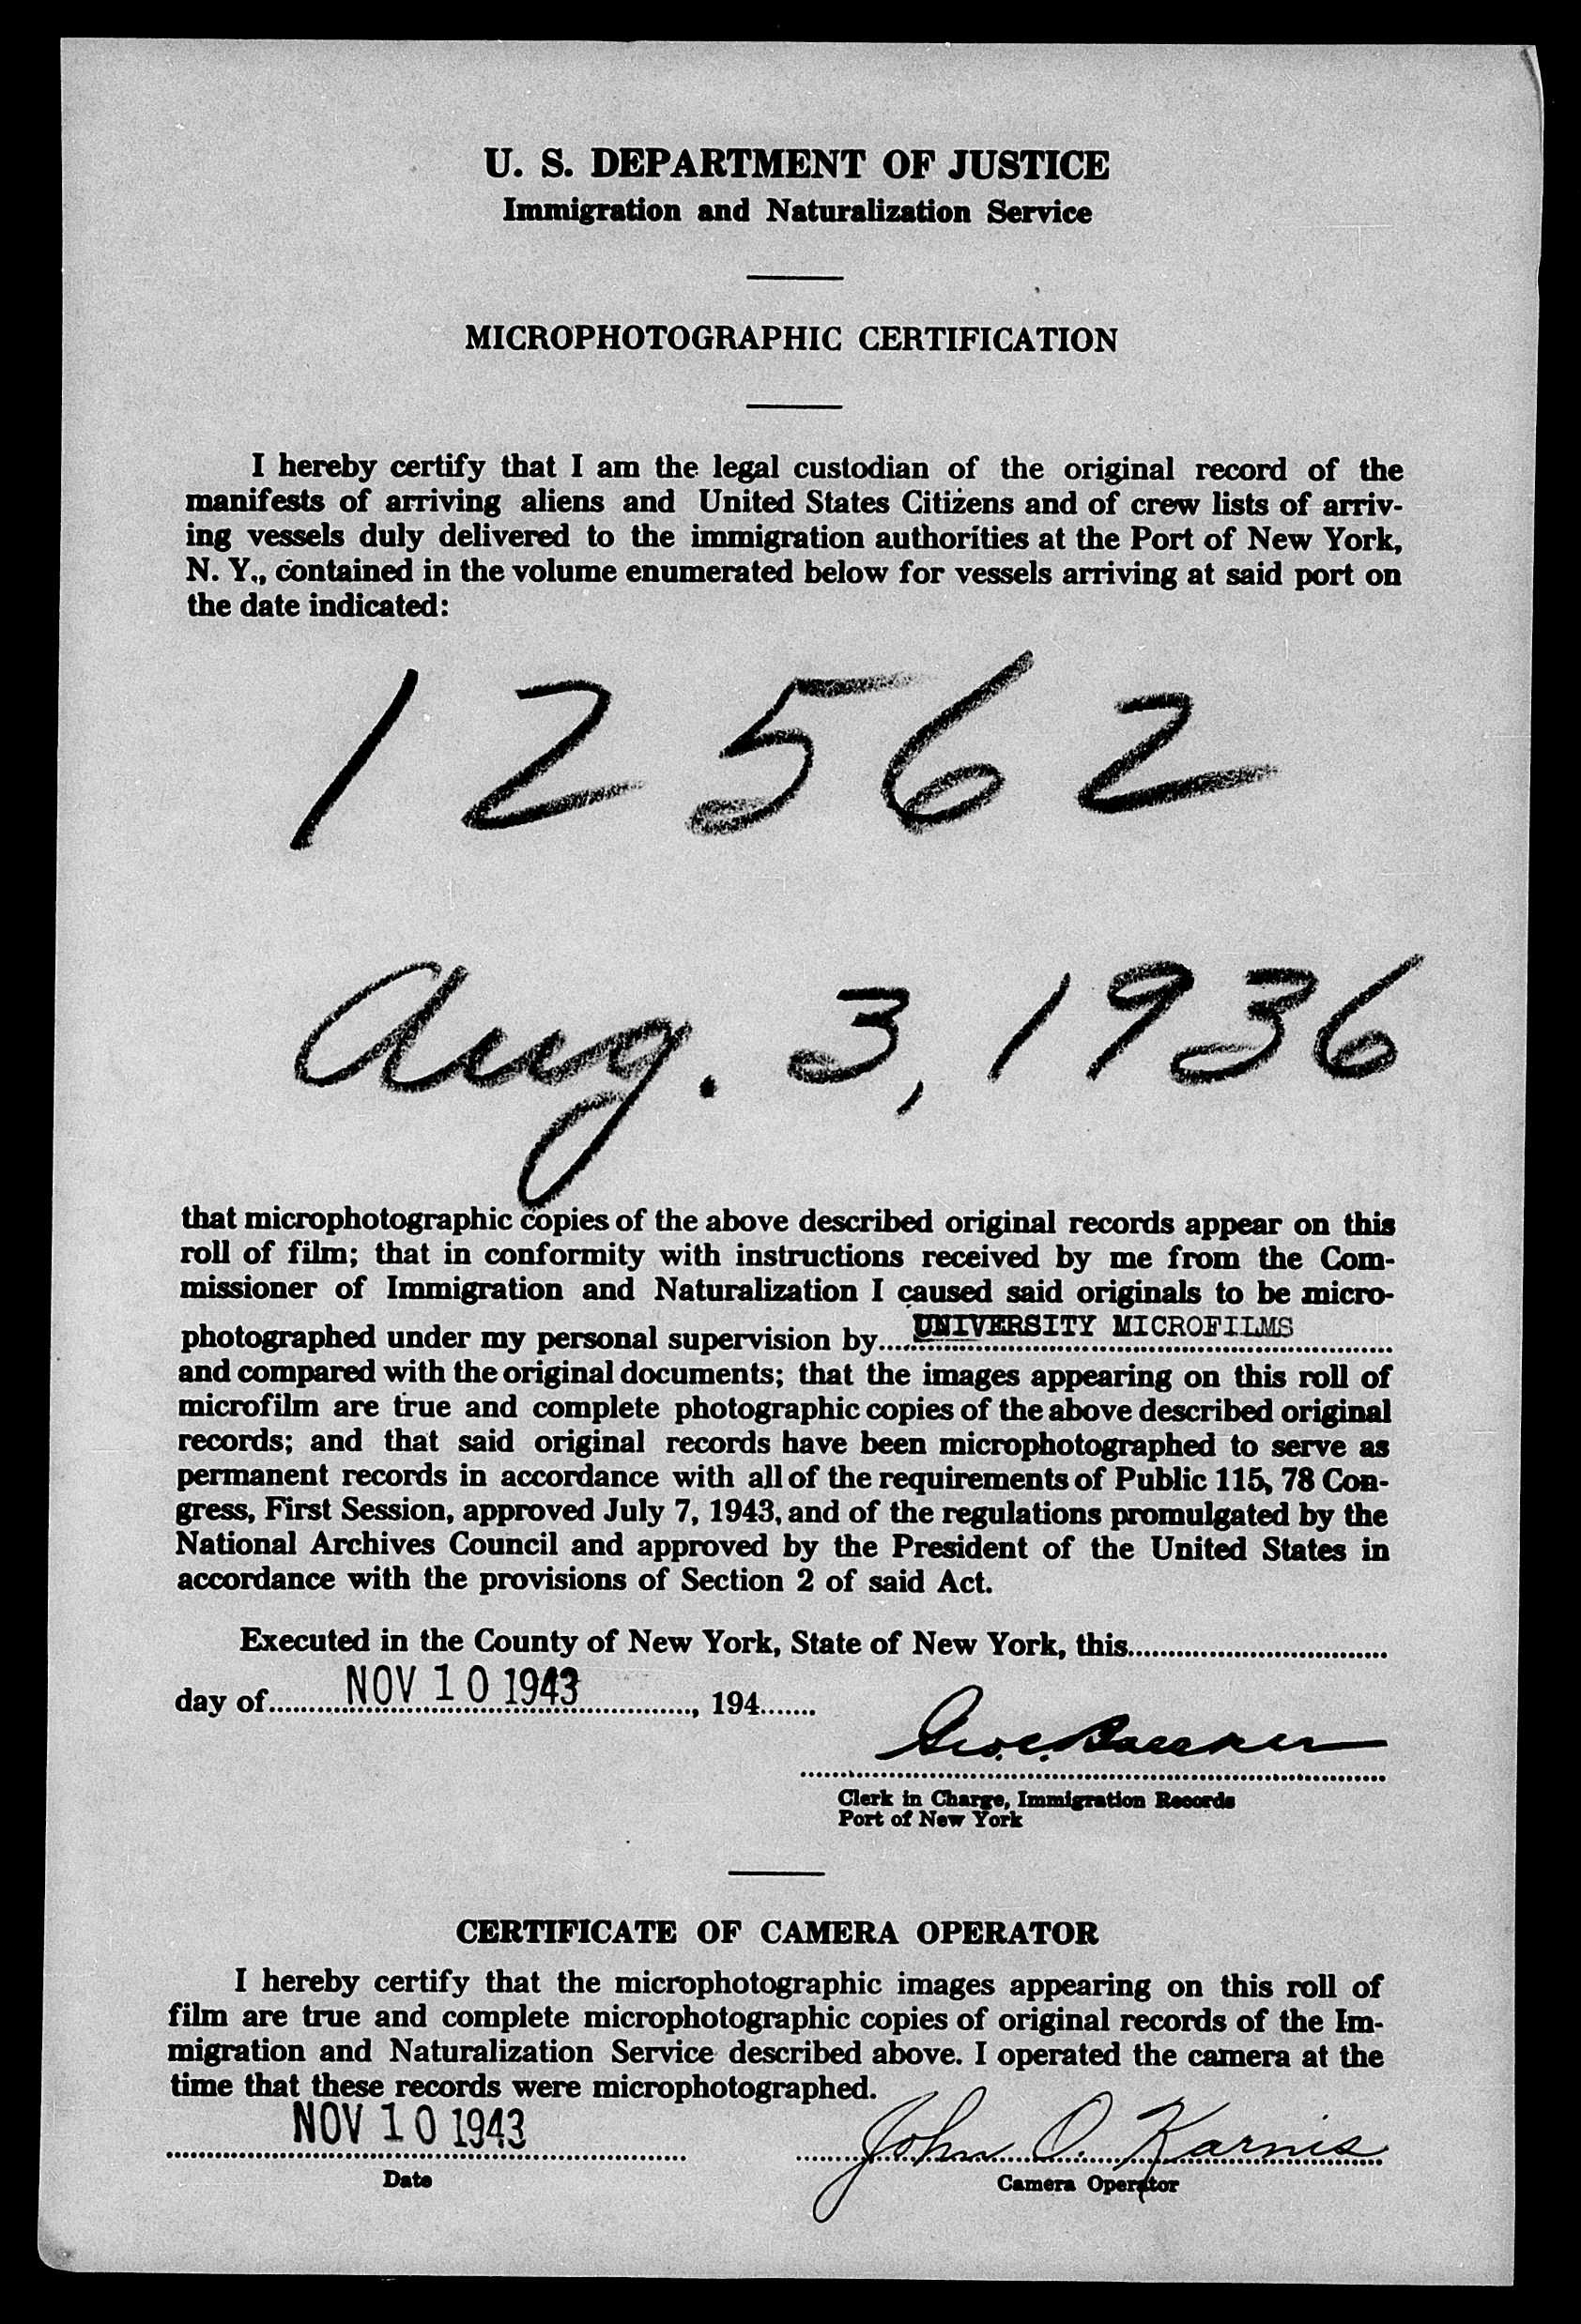 U. S. DEPARTMENT OF JUSTICE
Immigration and Naturalization Service
MICROPHOTOGRAPHIC CERTIFICATION
I hereby certify that I am the legal custodian of the original record of the
manifests of arriving aliens and United States Citizens and of crew lists of arriv-
ing vessels duly delivered to the immigration authorities at the Port of New York,
N. Y., contained in the volume enumerated below for vessels arriving at said port on
the date indicated:
12562
Aug. 3, 1936
that microphotographic copies of the above described original records appear on this
roll of film; that in conformity with instructions received by me from the Com-
missioner of Immigration and Naturalization I caused said originals to be micro-
photographed under my personal supervision by UNIVERSITY MICROFILMS
and compared with the original documents; that the images appearing on this roll of
microfilm are true and complete photographic copies of the above described original
records; and that said original records have been microphotographed to serve as
permanent records in accordance with all of the requirements of Public 115, 78 Con-
gress, First Session, approved July 7, 1943, and of the regulations promulgated by the
National Archives Council and approved by the President of the United States in
accordance with the provisions of Section 2 of said Act.
Executed in the County of New York, State of New York, this
day of NOV 10 1943, 194
Clerk in Charge, Immigration Records
Port of New York
CERTIFICATE OF CAMERA OPERATOR
I hereby certify that the microphotographic images appearing on this roll of
film are true and complete microphotographic copies of original records of the Im-
migration and Naturalization Service described above. I operated the camera at the
time that these records were microphotographed.
NOV 10 1943 John O. Karnis
Date Camera Operator